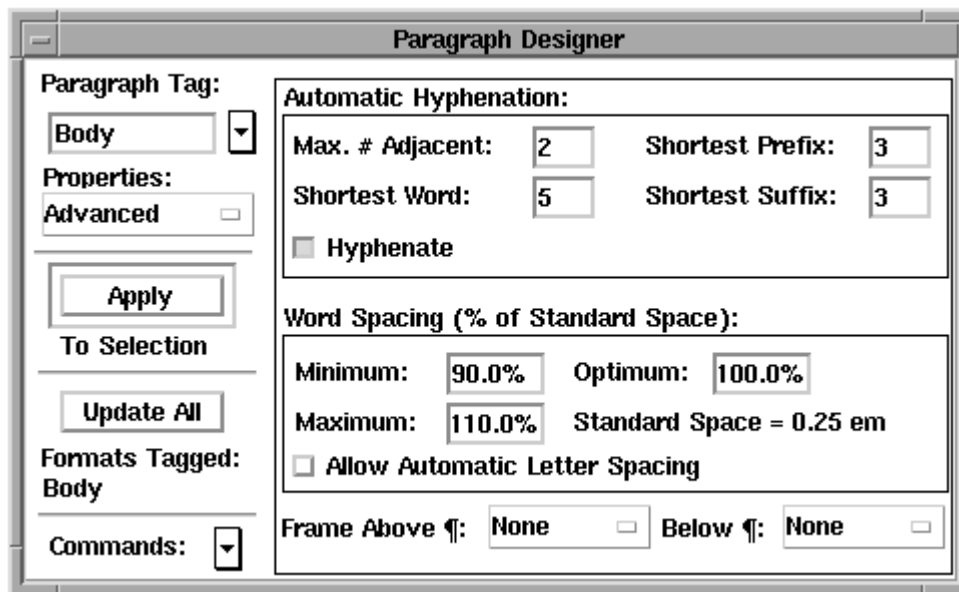 Paragraph Designer
Paragraph Tag:
Body
Properties:
Advanced
Apply
To Selection
Update All
Formats Tagged:
Body
Commands:
Automatic Hyphenation:
Max. # Adjacent: 2 Shortest Prefix: 3
Shortest Word: 5 Shortest Suffix: 3
Hyphenate
Word Spacing (% of Standard Space):
Minimum: 90.0% Optimum: 100.0%
Maximum: 110.0% Standard Space = 0.25 em
Allow Automatic Letter Spacing
Frame Above ¶: None Below ¶: None